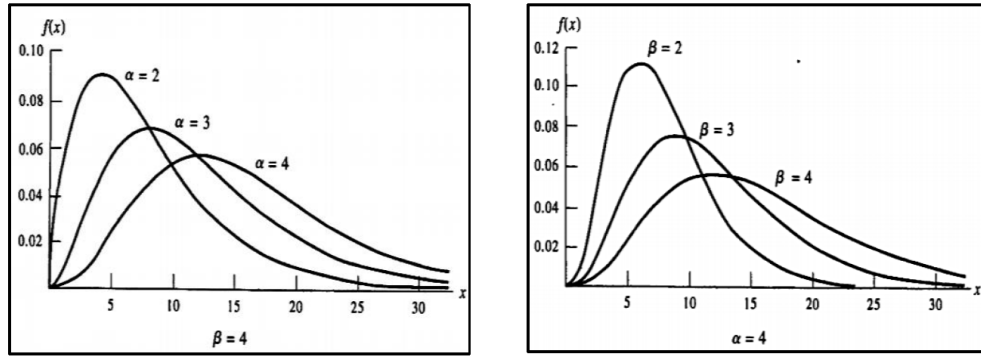 f(x)
0.10
0.08
0.06
0.04
0.02
α = 2
α = 3
α = 4
5 10 15 20 25 30 x
β = 4
f(x)
0.12
0.10
0.08
0.06
0.04
0.02
β = 2
β = 3
β = 4
5 10 15 20 25 30 x
α = 4